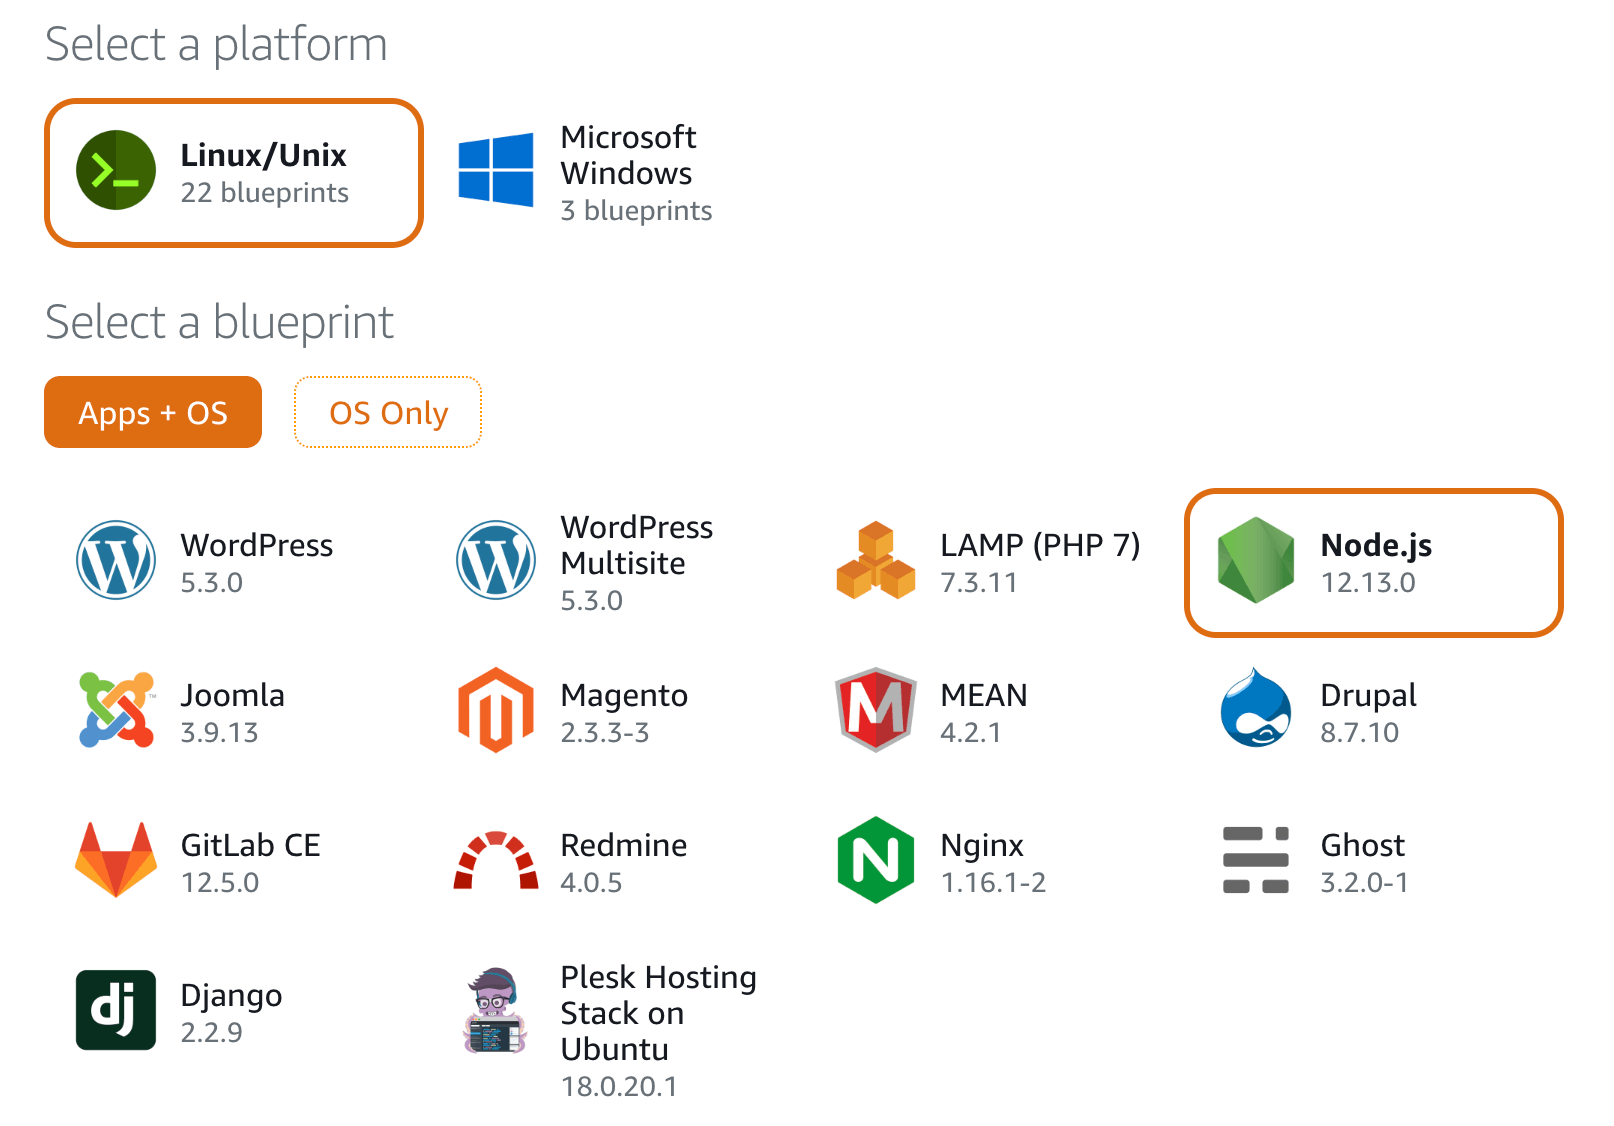 Select a platform
Linux/Unix
22 blueprints
Microsoft
Windows
3 blueprints
Select a blueprint
Apps + OS
OS Only
WordPress
5.3.0
WordPress
Multisite
5.3.0
LAMP (PHP 7)
7.3.11
Node.js
12.13.0
Joomla
3.9.13
Magento
2.3.3-3
MEAN
4.2.1
Drupal
8.7.10
GitLab CE
12.5.0
Redmine
4.0.5
Nginx
1.16.1-2
Ghost
3.2.0-1
dj
Django
2.2.9
Plesk Hosting
Stack on
Ubuntu
18.0.20.1